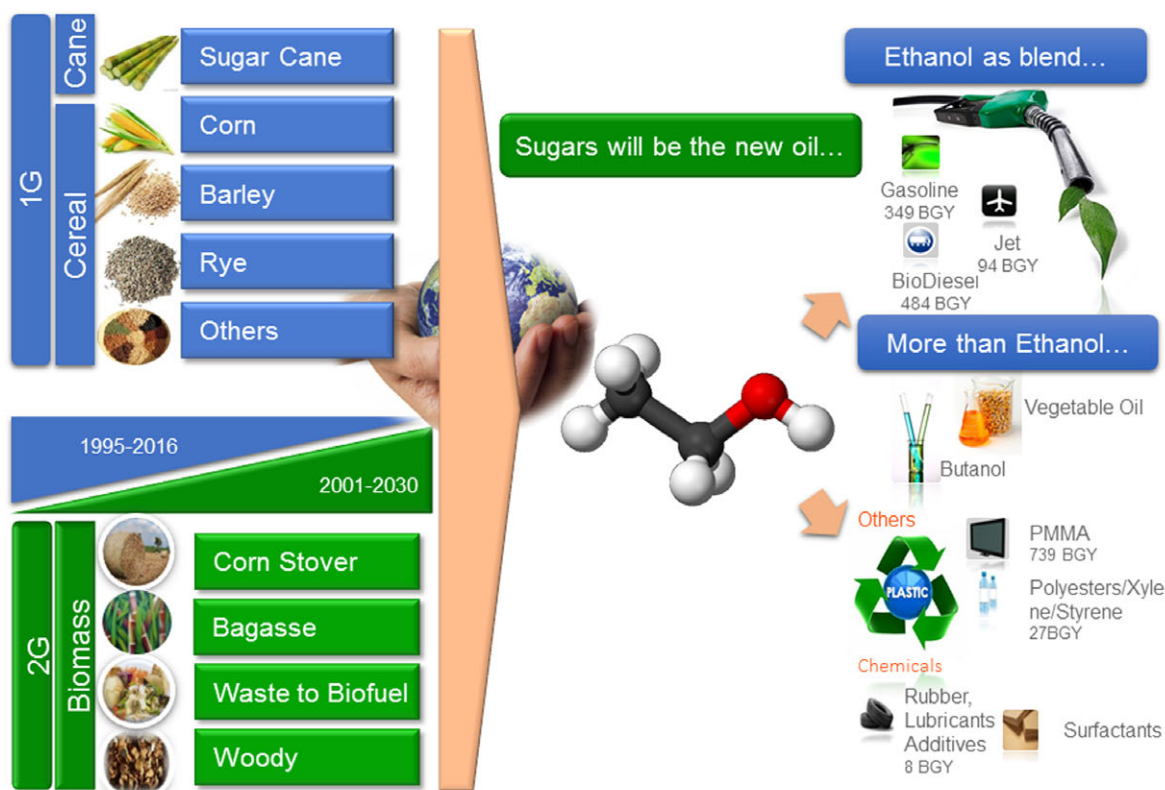 1G
Cane
Cereal
Sugar Cane
Corn
Barley
Rye
Others
1995-2016
2001-2030
2G
Biomass
Corn Stover
Bagasse
Waste to Biofuel
Woody
Sugars will be the new oil...
Ethanol as blend...
Gasoline
349 BGY
Jet
94 BGY
BioDiesel
484 BGY
More than Ethanol...
Vegetable Oil
Butanol
Others
PLASTIC
Chemicals
PMMA
739 BGY
Polyesters/Xyle
ne/Styrene
27BGY
Rubber,
Lubricants
Additives
8 BGY
Surfactants